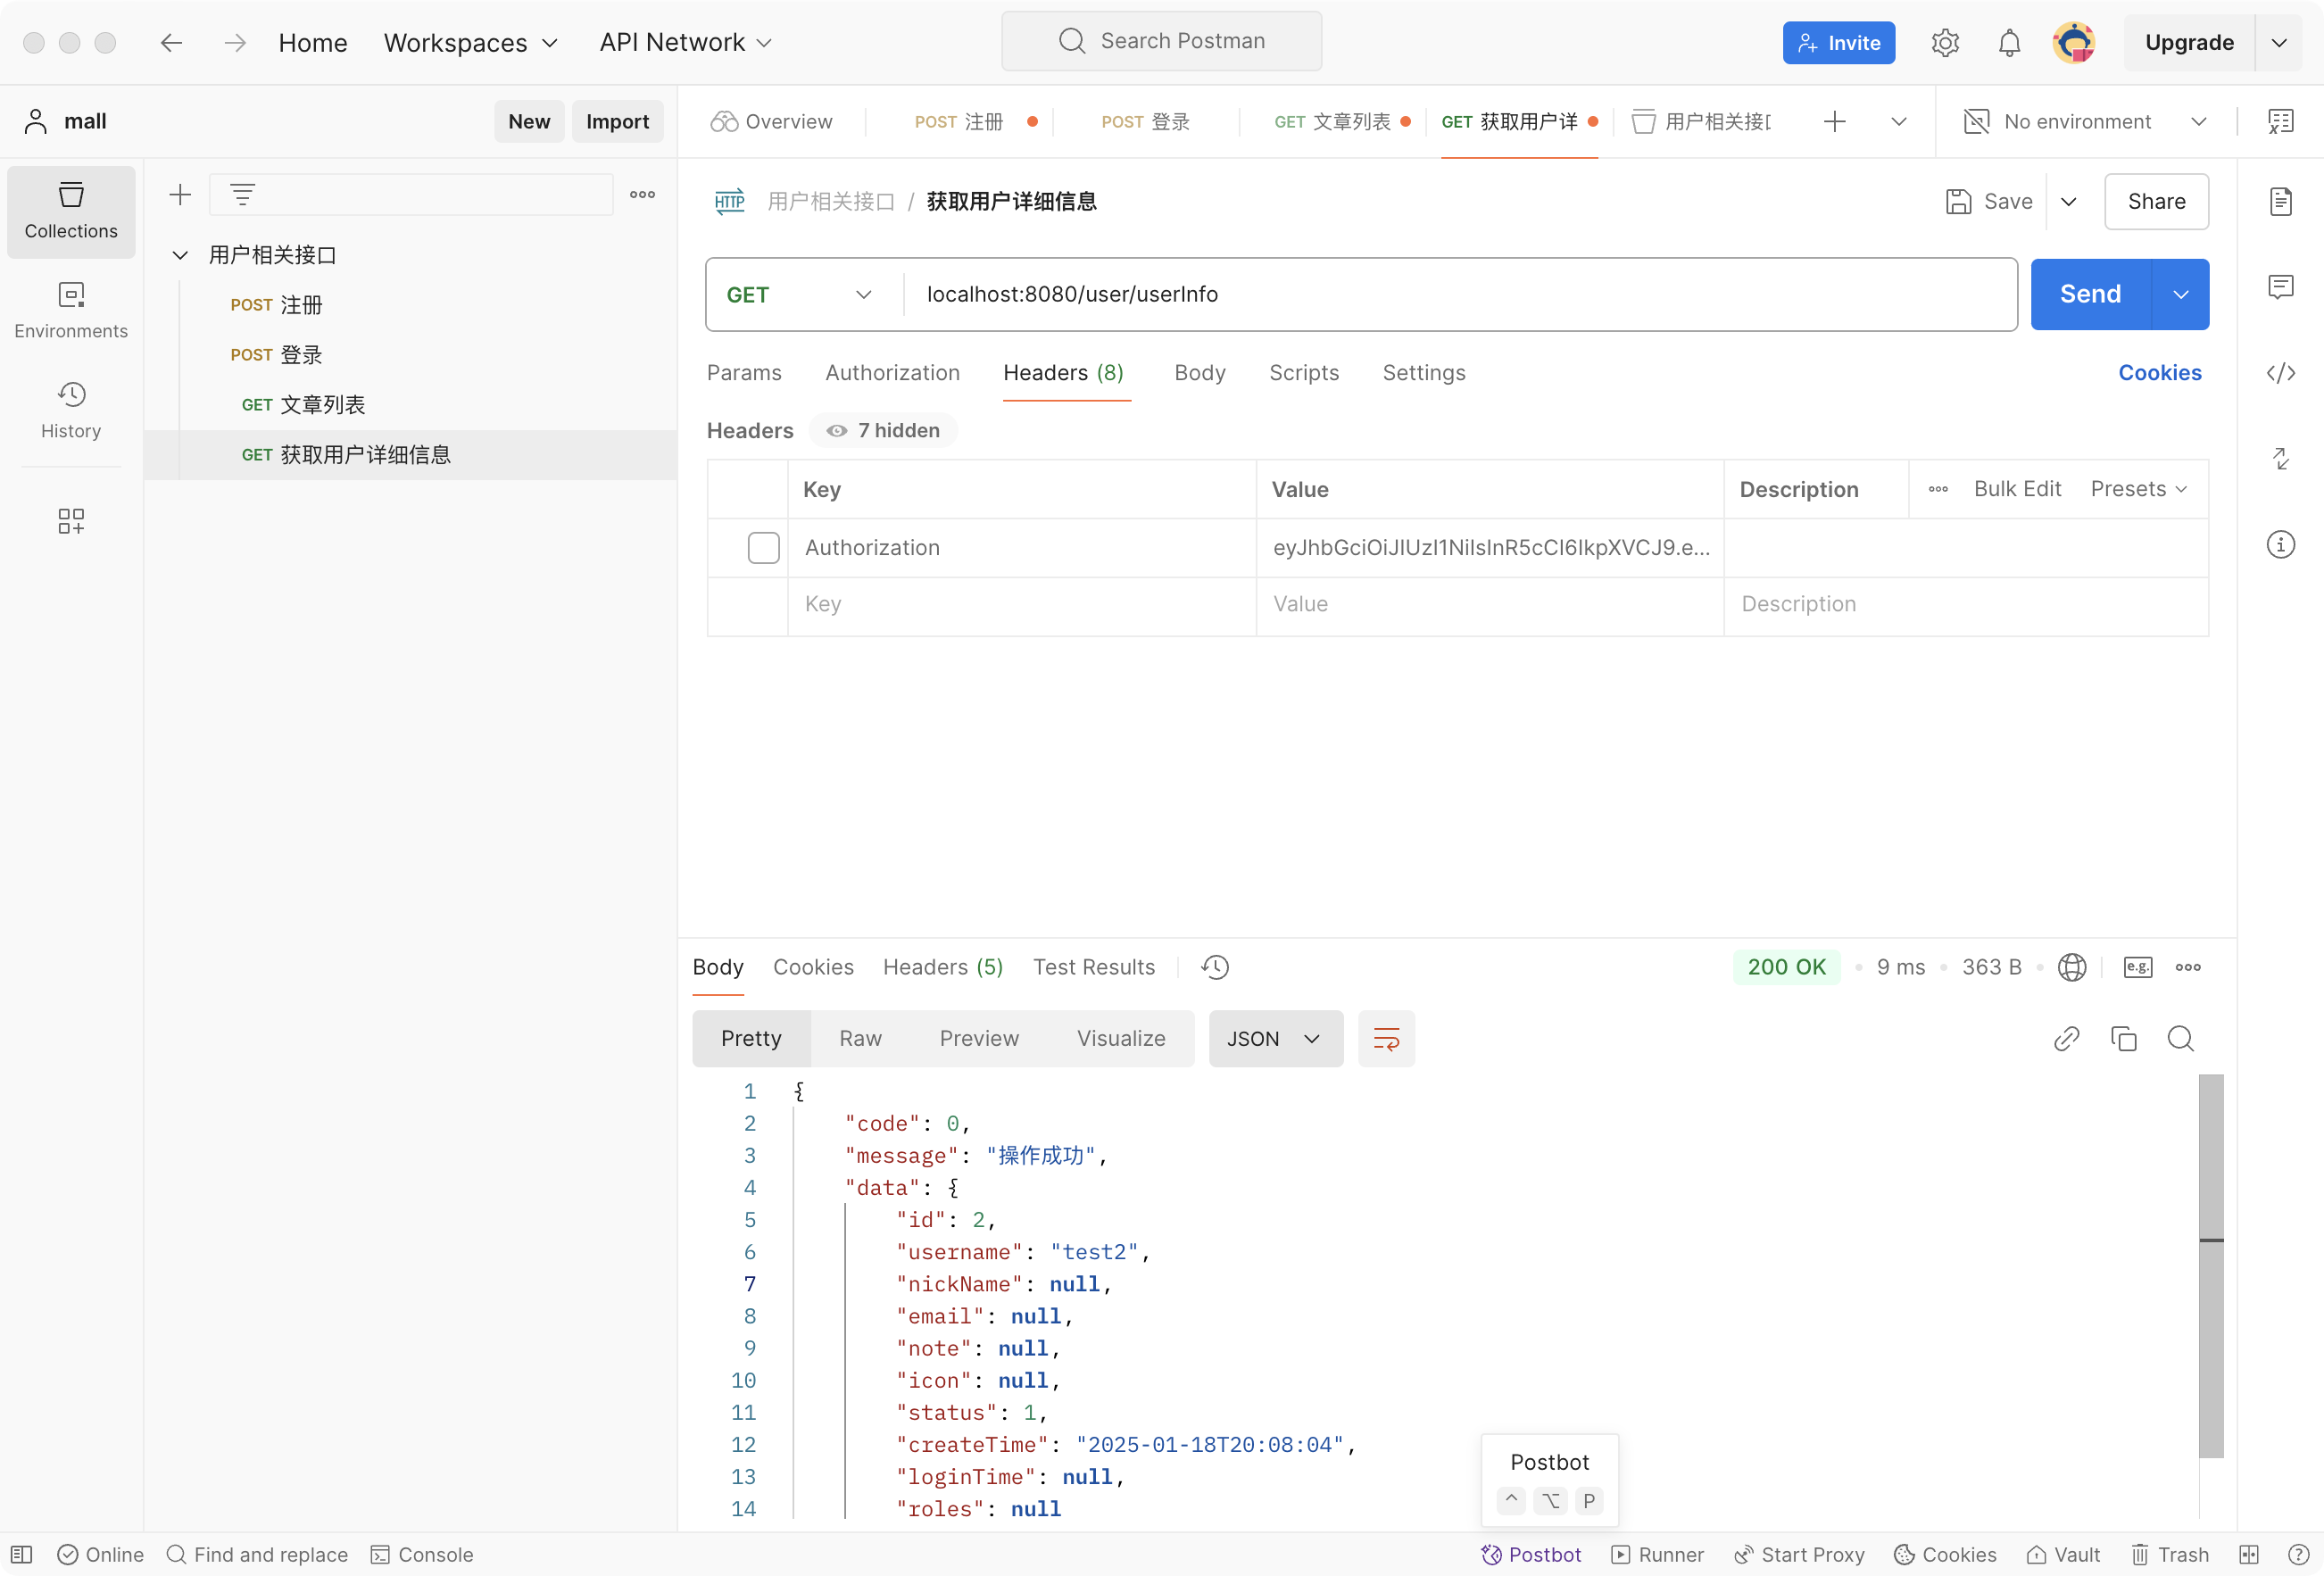 Home Workspaces API Network Search Postman Invite Upgrade
mall New Import
Overview POST 注册 POST 登录 GET 文章列表 GET 获取用户详 用户相关接 No environment
Collections
Environments
History
用户相关接口
POST 注册
POST 登录
GET 文章列表
GET 获取用户详细信息
HTTP 用户相关接口 / 获取用户详细信息 Save Share
GET localhost:8080/user/userInfo Send
Params Authorization Headers (8) Body Scripts Settings Cookies
Headers 7 hidden
Key Value Description Bulk Edit Presets
Authorization eyJhbGciOiJIUzI1NiIsInR5cCI6IkpXVCJ9.e...
Key Value Description
Body Cookies Headers (5) Test Results 200 OK 9 ms 363 B e.g.
Pretty Raw Preview Visualize JSON
1 {
2 "code": 0,
3 "message": "操作成功",
4 "data": {
5 "id": 2,
6 "username": "test2",
7 "nickName": null,
8 "email": null,
9 "note": null,
10 "icon": null,
11 "status": 1,
12 "createTime": "2025-01-18T20:08:04",
13 "loginTime": null,
14 "roles": null
Postbot
^ ⌥ P
Online Find and replace Console Postbot Runner Start Proxy Cookies Vault Trash